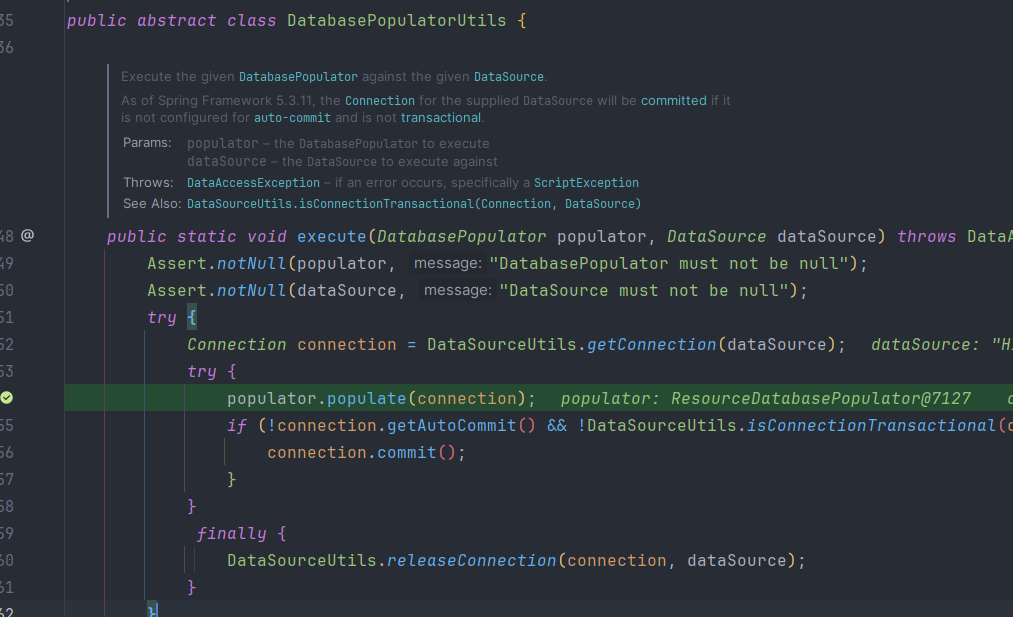 35 public abstract class DatabasePopulatorUtils {
36
Execute the given DatabasePopulator against the given DataSource.
As of Spring Framework 5.3.11, the Connection for the supplied DataSource will be committed if it
is not configured for auto-commit and is not transactional.
Params: populator – the DatabasePopulator to execute
dataSource – the DataSource to execute against
Throws: DataAccessException – if an error occurs, specifically a ScriptException
See Also: DataSourceUtils.isConnectionTransactional(Connection, DataSource)
48 @ public static void execute(DatabasePopulator populator, DataSource dataSource) throws DataA
49 Assert.notNull(populator, message: "DatabasePopulator must not be null");
50 Assert.notNull(dataSource, message: "DataSource must not be null");
51 try {
52 Connection connection = DataSourceUtils.getConnection(dataSource); dataSource: "Hi
53 try {
populator.populate(connection); populator: ResourceDatabasePopulator@7127
55 if (!connection.getAutoCommit() && !DataSourceUtils.isConnectionTransactional(c
56 connection.commit();
57 }
58 }
59 finally {
60 DataSourceUtils.releaseConnection(connection, dataSource);
61 }
62 }